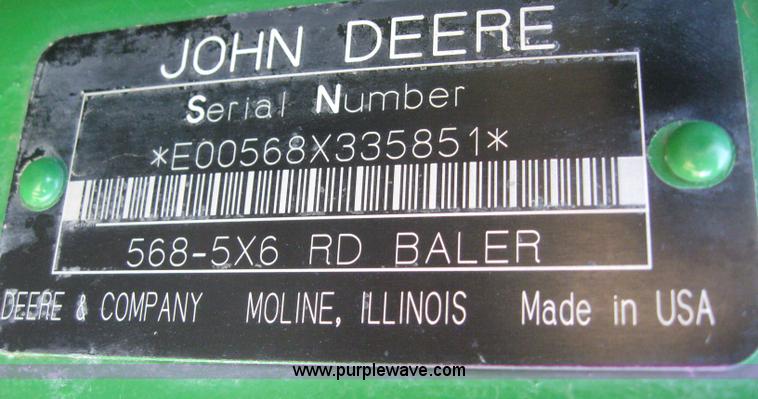 JOHN DEERE
Serial Number
*E00568X335851*
568-5X6 RD BALER
DEERE & COMPANY MOLINE, ILLINOIS Made in USA
www.purplewave.com